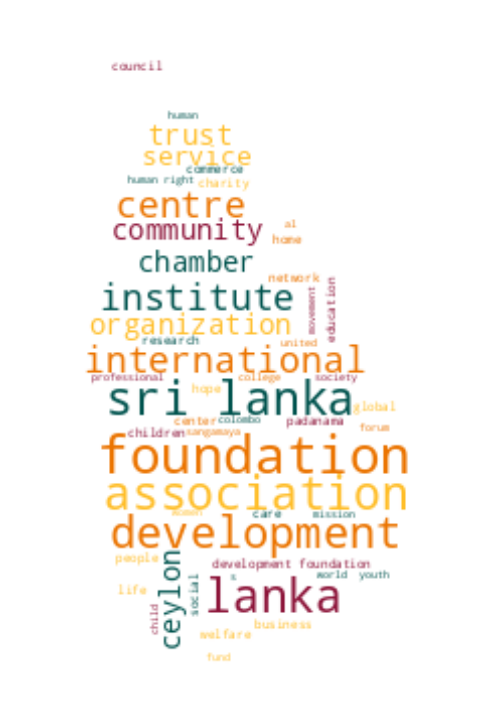 council
human
trust
service
commerce
human right charity
centre
community
al
home
chamber
network
institute
movement
education
organization
research
united
international
professional
college
society
hope
sri lanka
global
center
colombo
padanama
forum
children
sangamaya
foundation
association
women
care
mission
development
people
development foundation
s
world youth
ceylon
social
life
lanka
child
business
welfare
fund